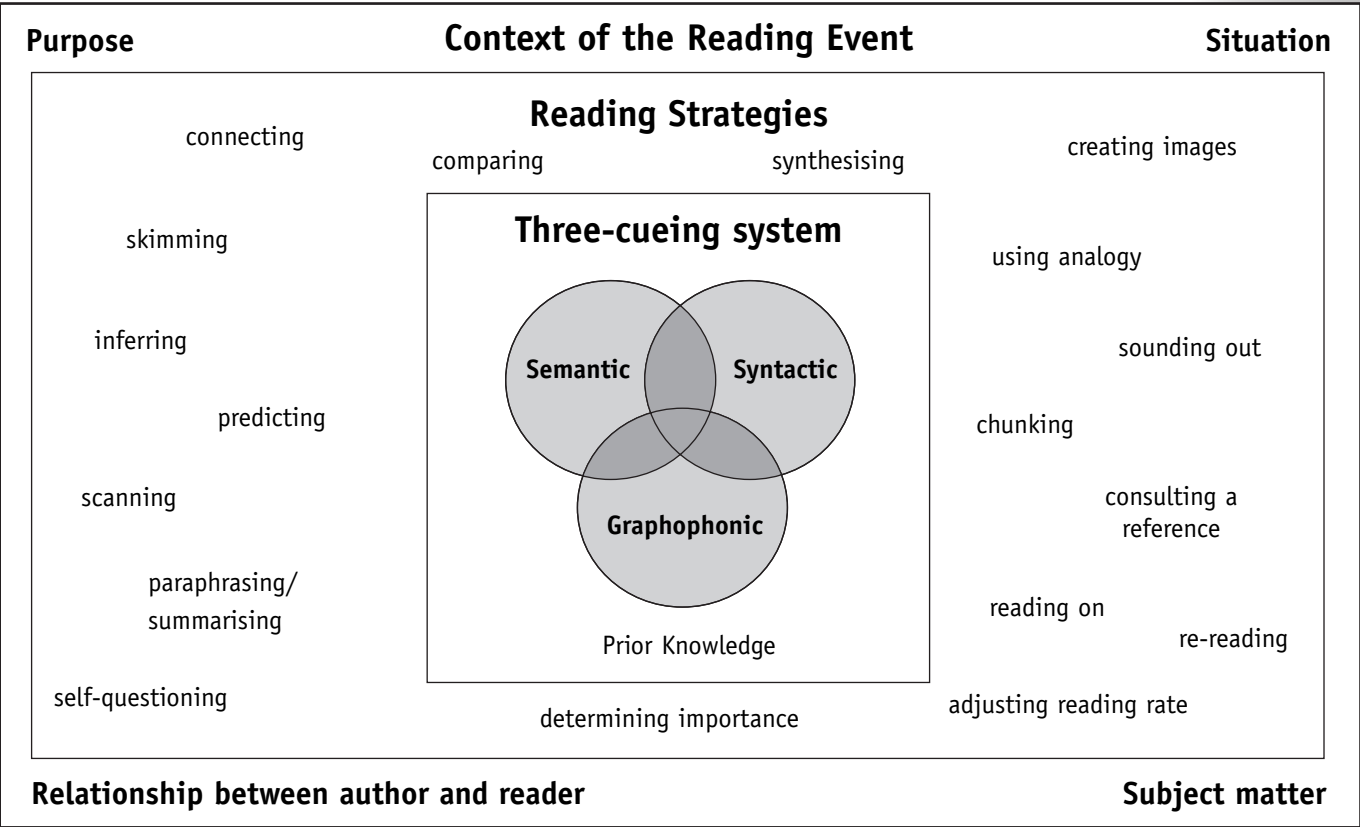 Purpose
Context of the Reading Event
Situation
Reading Strategies
connecting
comparing
synthesising
creating images
skimming
Three-cueing system
using analogy
inferring
Semantic
Syntactic
sounding out
predicting
chunking
scanning
Graphophonic
consulting a
reference
paraphrasing/
summarising
reading on
Prior Knowledge
re-reading
self-questioning
determining importance
adjusting reading rate
Relationship between author and reader
Subject matter